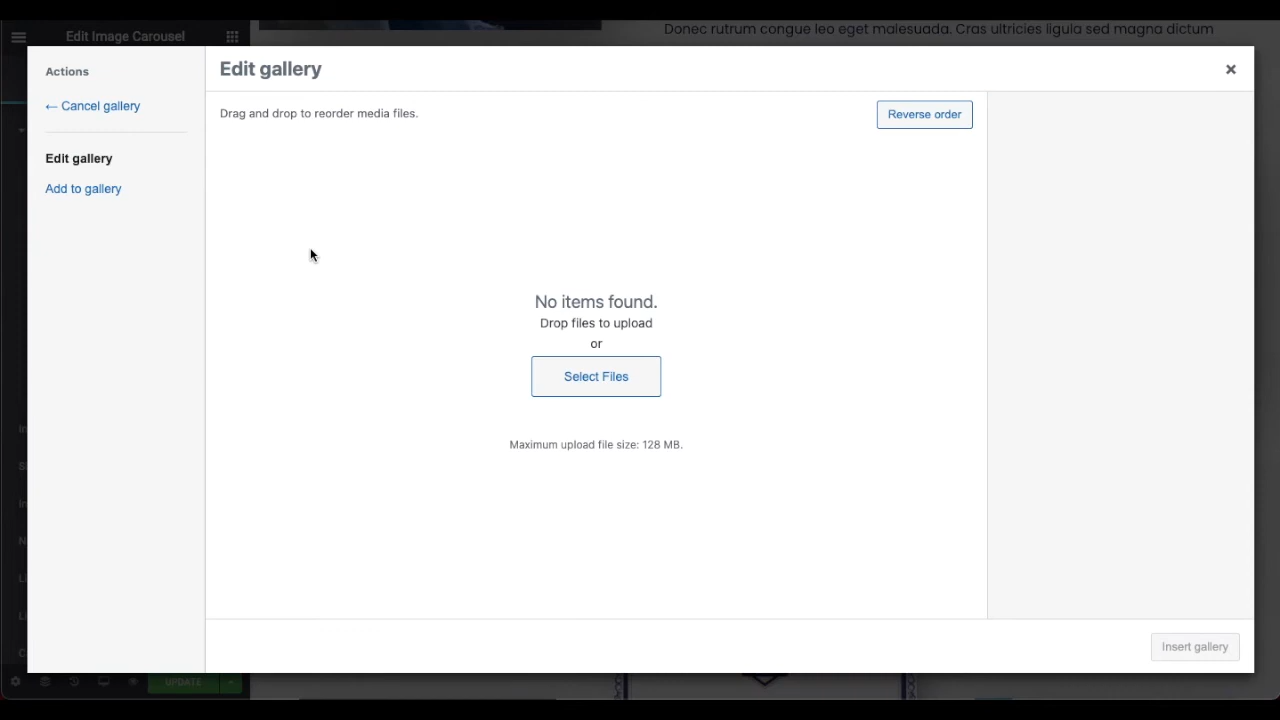 Edit Image Carousel
Donec rutrum congue leo eget malesuada. Cras ultricies ligula sed magna dictum
Actions
← Cancel gallery
Edit gallery
Add to gallery
Edit gallery
×
Drag and drop to reorder media files.
Reverse order
No items found.
Drop files to upload
or
Select Files
Maximum upload file size: 128 MB.
Insert gallery
UPDATE